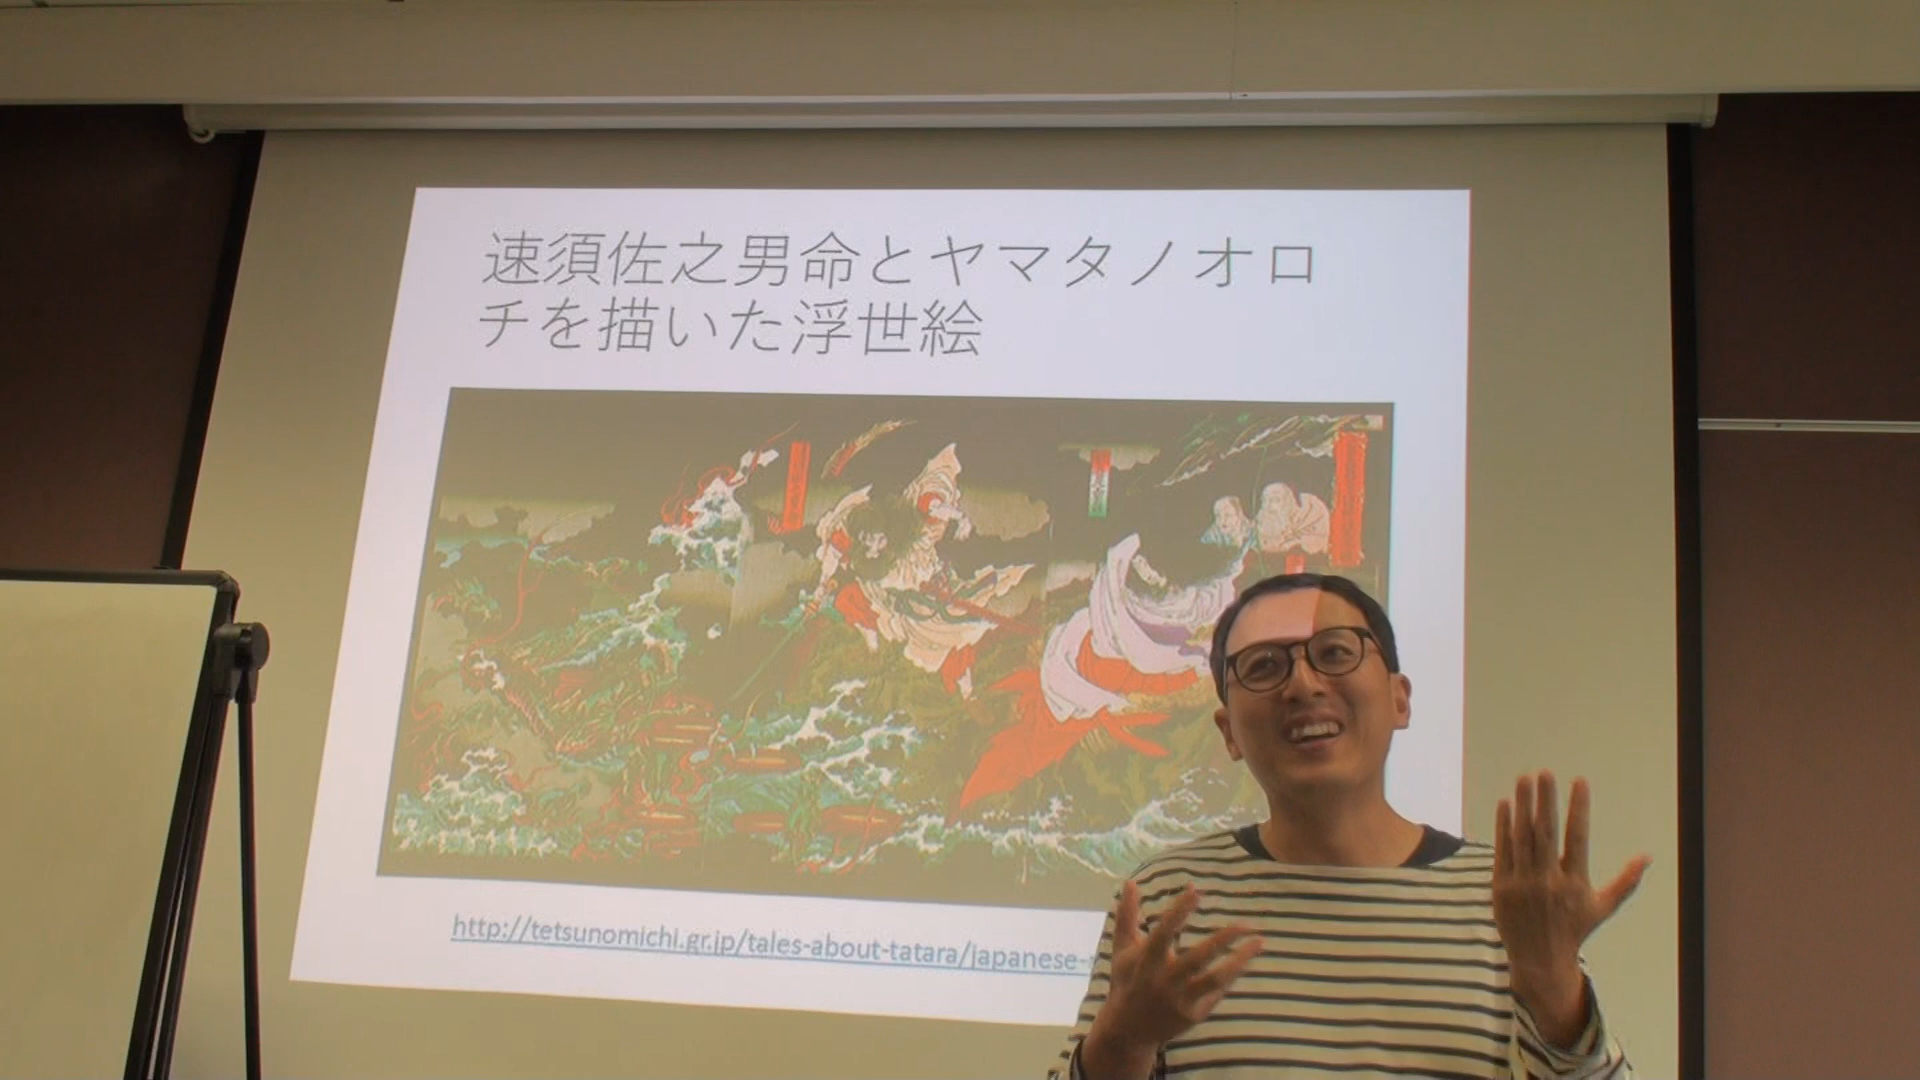 速須佐之男命とヤマタノオロ
チを描いた浮世絵
http://tetsunomichi.gr.jp/tales-about-tatara/japanese-